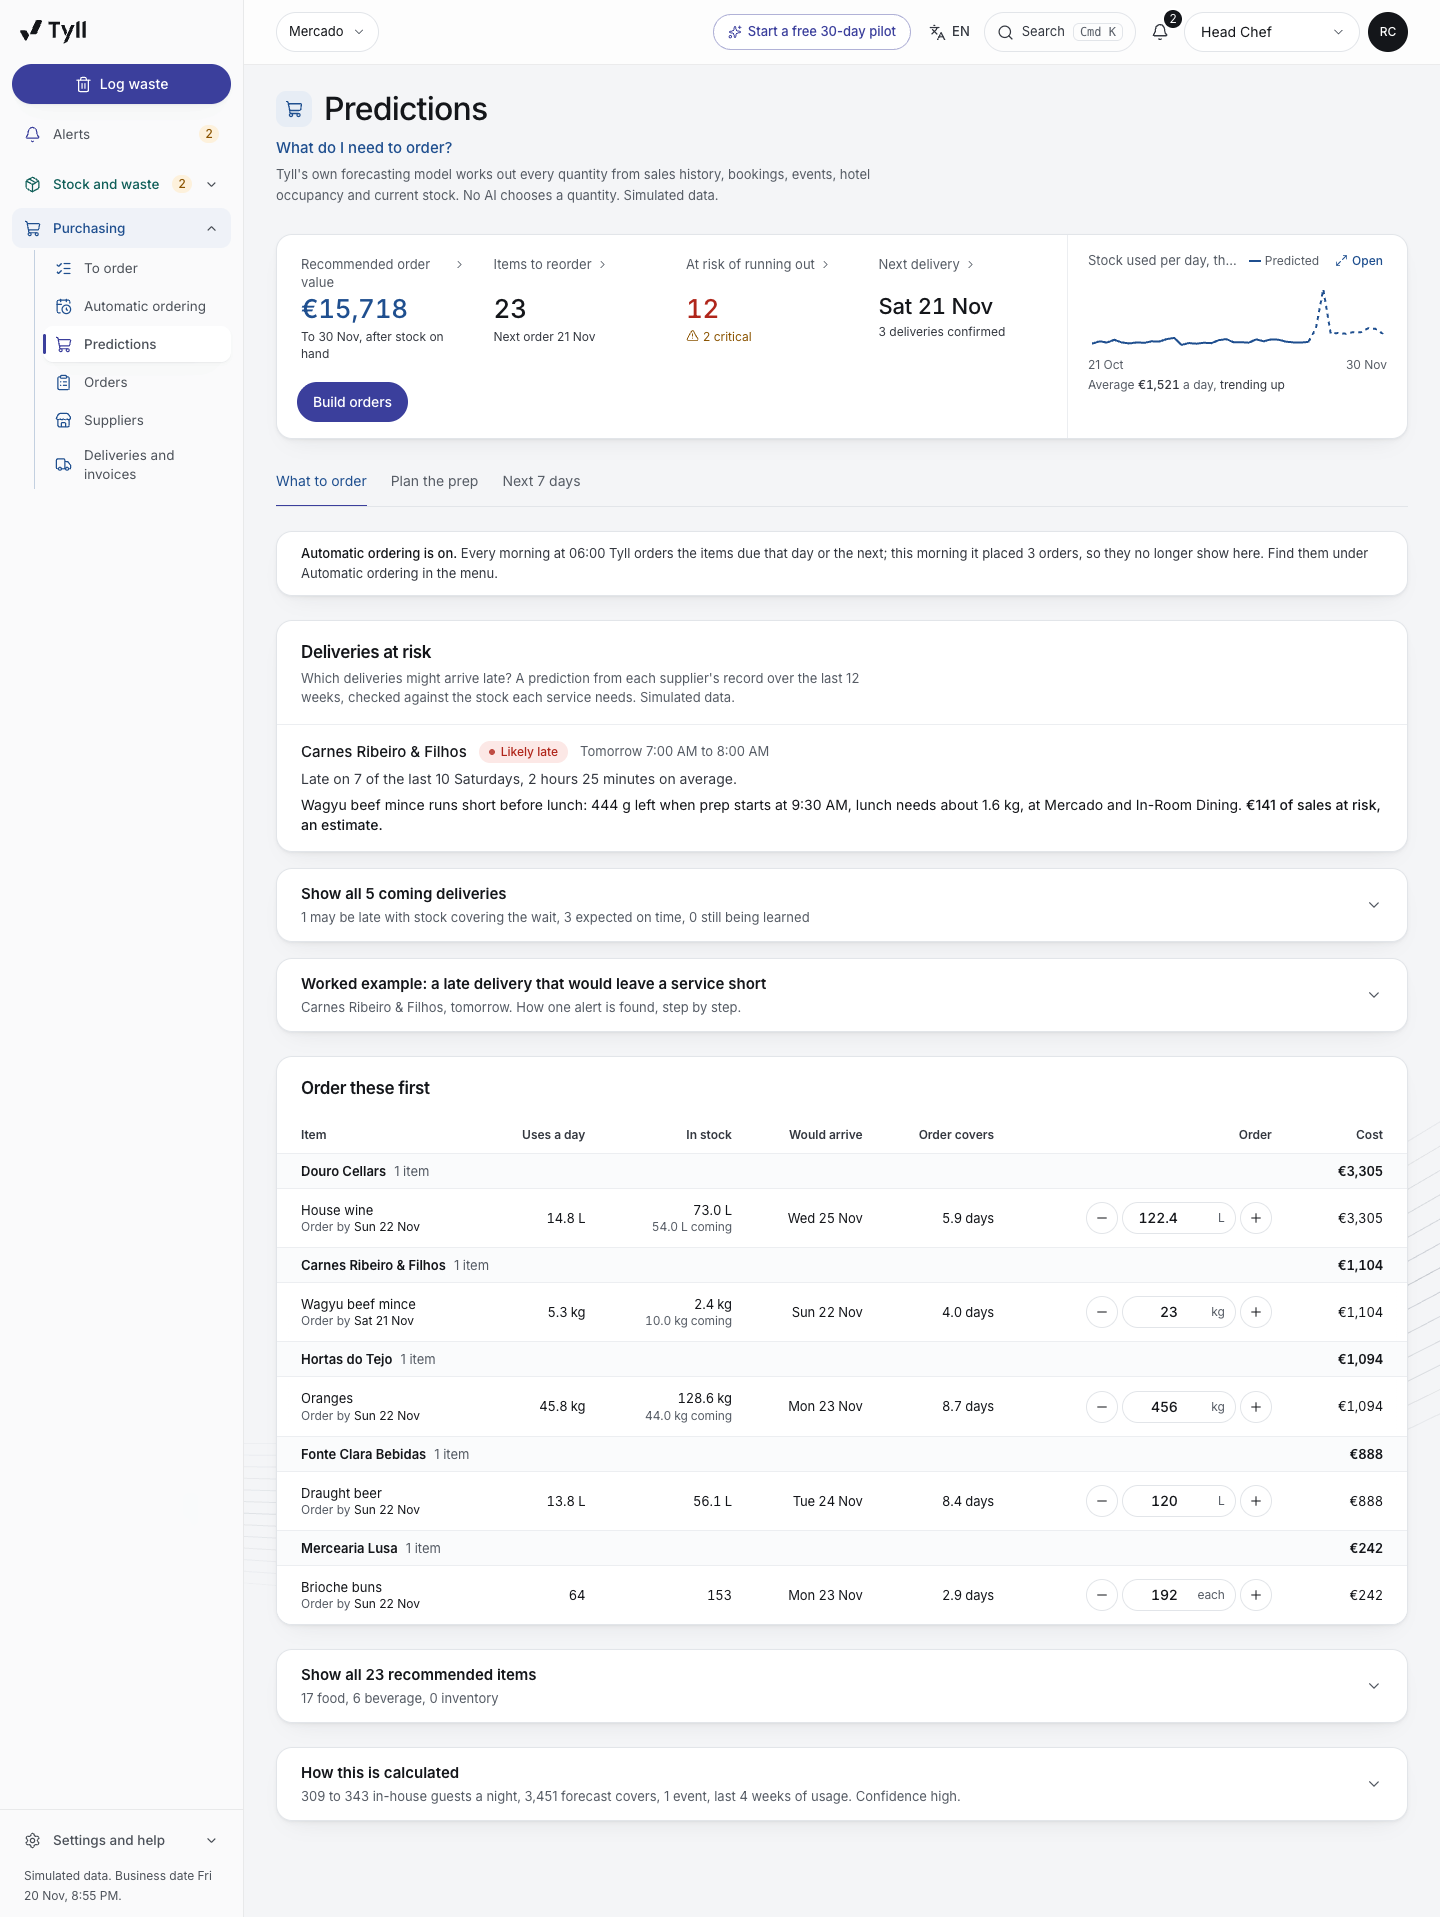 Tyll
Log waste
Alerts 2
Stock and waste 2
Purchasing
To order
Automatic ordering
Predictions
Orders
Suppliers
Deliveries and
invoices
Settings and help
Simulated data. Business date Fri
20 Nov, 8:55 PM.
Mercado
Start a free 30-day pilot
EN
Search Cmd K
2
Head Chef
RC
Predictions
What do I need to order?
Tyll's own forecasting model works out every quantity from sales history, bookings, events, hotel
occupancy and current stock. No AI chooses a quantity. Simulated data.
Recommended order
value
€15,718
To 30 Nov, after stock on
hand
Items to reorder
23
Next order 21 Nov
At risk of running out
12
2 critical
Next delivery
Sat 21 Nov
3 deliveries confirmed
Build orders
Stock used per day, th... Predicted Open
21 Oct 30 Nov
Average €1,521 a day, trending up
What to order Plan the prep Next 7 days
Automatic ordering is on. Every morning at 06:00 Tyll orders the items due that day or the next; this morning it placed 3 orders, so they no longer show here. Find them under
Automatic ordering in the menu.
Deliveries at risk
Which deliveries might arrive late? A prediction from each supplier's record over the last 12
weeks, checked against the stock each service needs. Simulated data.
Carnes Ribeiro & Filhos Likely late Tomorrow 7:00 AM to 8:00 AM
Late on 7 of the last 10 Saturdays, 2 hours 25 minutes on average.
Wagyu beef mince runs short before lunch: 444 g left when prep starts at 9:30 AM, lunch needs about 1.6 kg, at Mercado and In-Room Dining. €141 of sales at risk,
an estimate.
Show all 5 coming deliveries
1 may be late with stock covering the wait, 3 expected on time, 0 still being learned
Worked example: a late delivery that would leave a service short
Carnes Ribeiro & Filhos, tomorrow. How one alert is found, step by step.
Order these first
Item Uses a day In stock Would arrive Order covers Order Cost
Douro Cellars 1 item €3,305
House wine 14.8 L 73.0 L Wed 25 Nov 5.9 days 122.4 L €3,305
Order by Sun 22 Nov 54.0 L coming
Carnes Ribeiro & Filhos 1 item €1,104
Wagyu beef mince 5.3 kg 2.4 kg Sun 22 Nov 4.0 days 23 kg €1,104
Order by Sat 21 Nov 10.0 kg coming
Hortas do Tejo 1 item €1,094
Oranges 45.8 kg 128.6 kg Mon 23 Nov 8.7 days 456 kg €1,094
Order by Sun 22 Nov 44.0 kg coming
Fonte Clara Bebidas 1 item €888
Draught beer 13.8 L 56.1 L Tue 24 Nov 8.4 days 120 L €888
Order by Sun 22 Nov
Mercearia Lusa 1 item €242
Brioche buns 64 153 Mon 23 Nov 2.9 days 192 each €242
Order by Sun 22 Nov
Show all 23 recommended items
17 food, 6 beverage, 0 inventory
How this is calculated
309 to 343 in-house guests a night, 3,451 forecast covers, 1 event, last 4 weeks of usage. Confidence high.